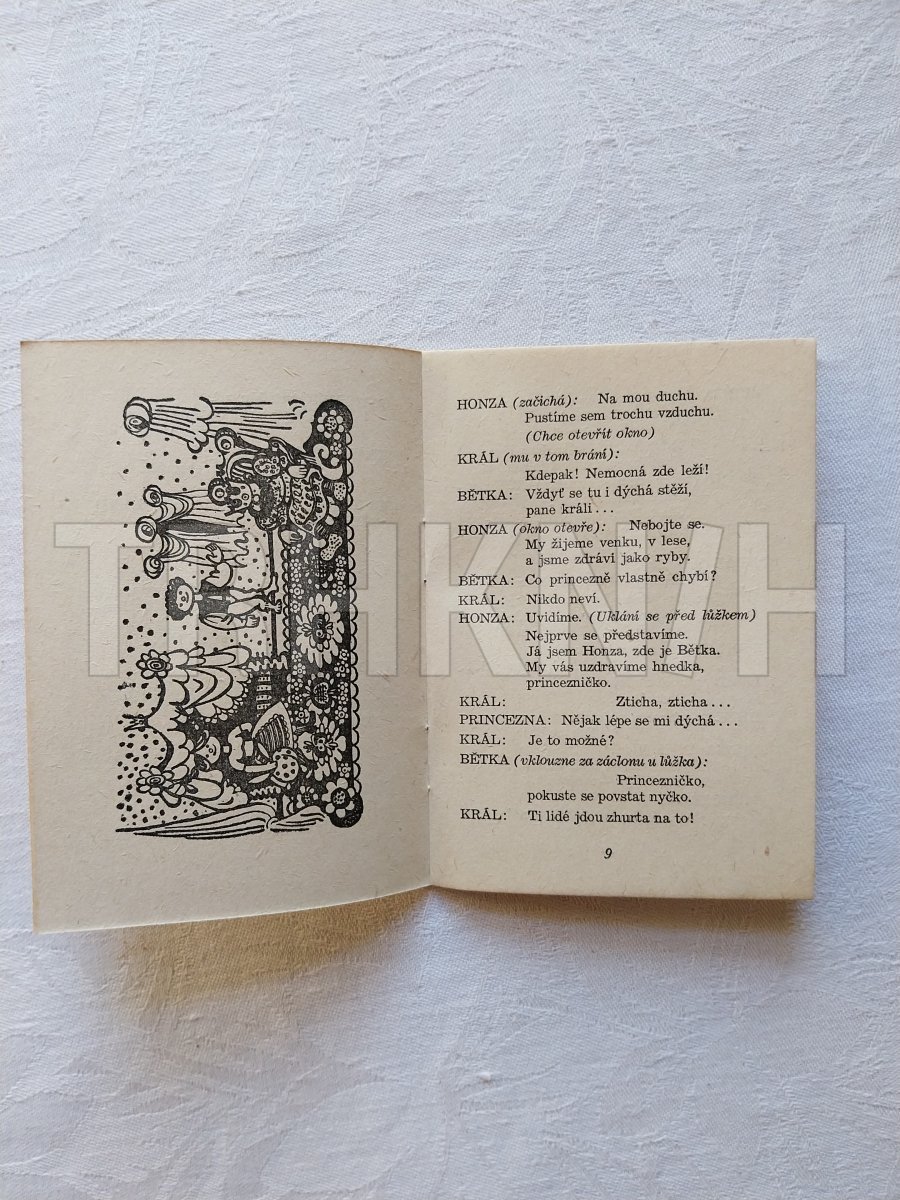 HONZA (začichá): Na mou duchu.
Pustíme sem trochu vzduchu.
(Chce otevřít okno)
KRÁL (mu v tom brání):
Kdepak! Nemocná zde leží!
BĚTKA: Vždyť se tu i dýchá stěží,
pane králi...
HONZA (okno otevře): Nebojte se.
My žijeme venku, v lese,
a jsme zdrávi jako ryby.
BĚTKA: Co princezně vlastně chybí?
KRÁL: Nikdo neví.
HONZA: Uvidíme. (Uklání se před lůžkem)
Nejprve se představíme.
Já jsem Honza, zde je Bětka.
My vás uzdravíme hnedka,
princezničko.
KRÁL: Zticha, zticha...
PRINCEZNA: Nějak lépe se mi dýchá...
KRÁL: Je to možné?
BĚTKA (vklouzne za záclonu u lůžka):
Princezničko,
pokuste se povstat nyčko.
KRÁL: Ti lidé jdou zhurta na to!
9